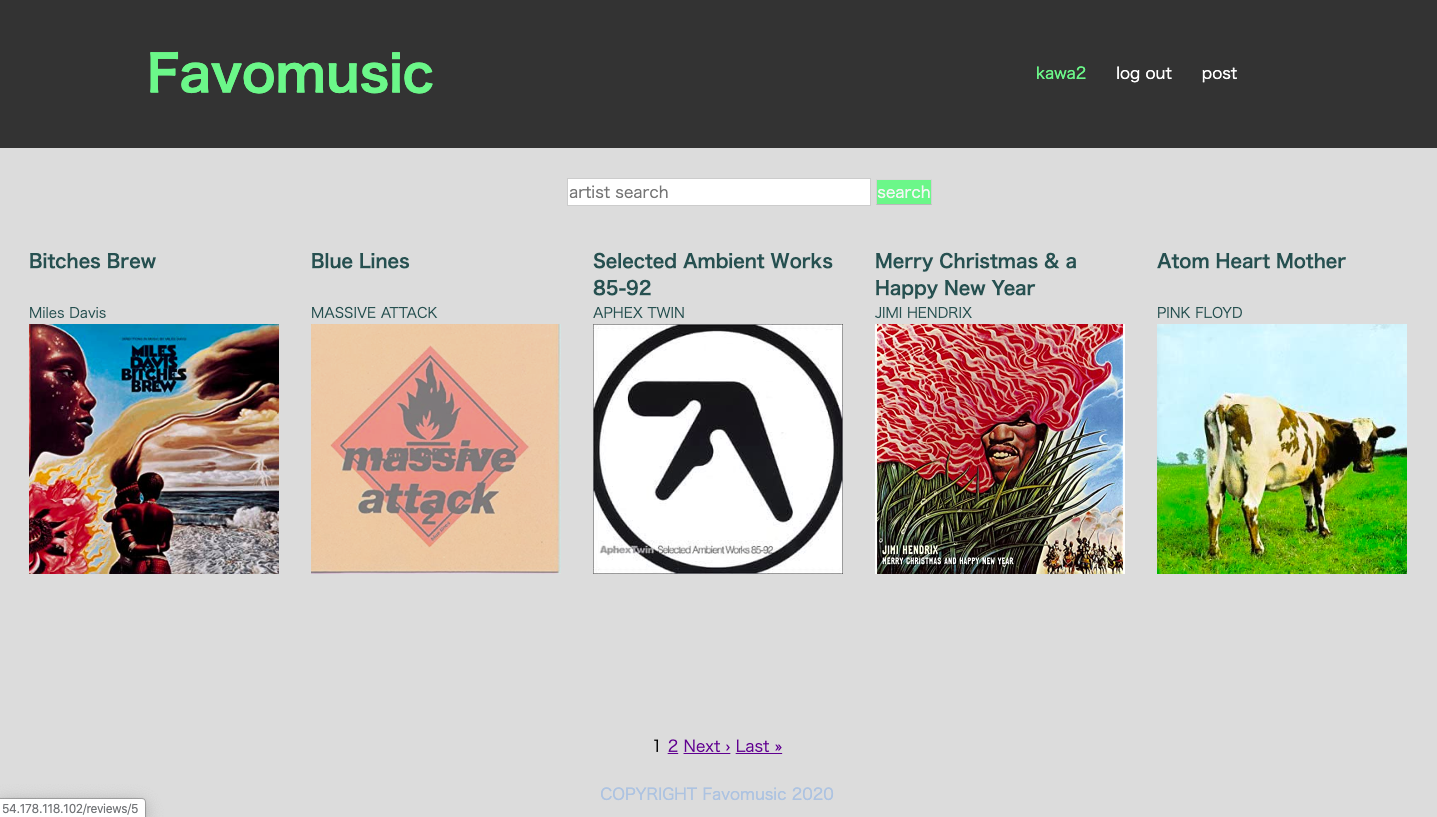 Favomusic
kawa2 log out post
artist search search
Bitches Brew
Miles Davis
MILES
DAVIS
BITCHES
BREW
Blue Lines
MASSIVE ATTACK
massive
attack
Selected Ambient Works
85-92
APHEX TWIN
AphexTwin Selected Ambient Works 85-92
Merry Christmas & a
Happy New Year
JIMI HENDRIX
JIMI HENDRIX
MERRY CHRISTMAS AND HAPPY NEW YEAR
Atom Heart Mother
PINK FLOYD
1 2 Next › Last »
COPYRIGHT Favomusic 2020
54.178.118.102/reviews/5